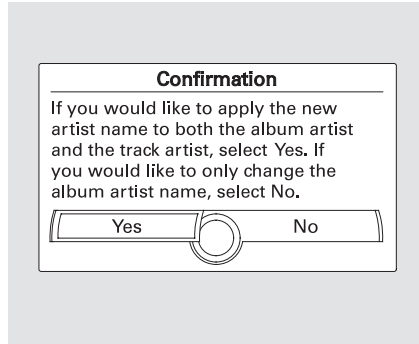 Confirmation
If you would like to apply the new
artist name to both the album artist
and the track artist, select Yes. If
you would like to only change the
album artist name, select No.
Yes
No